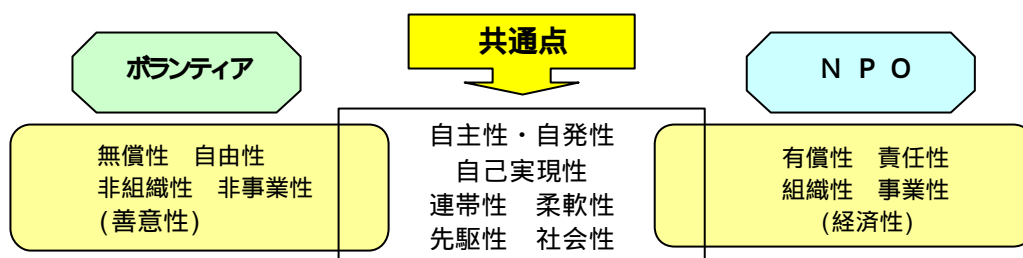 共通点
ボランティア
ＮＰＯ
無償性　自由性
非組織性　非事業性
(善意性)
自主性・自発性
自己実現性
連帯性　柔軟性
先駆性　社会性
有償性　責任性
組織性　事業性
(経済性)